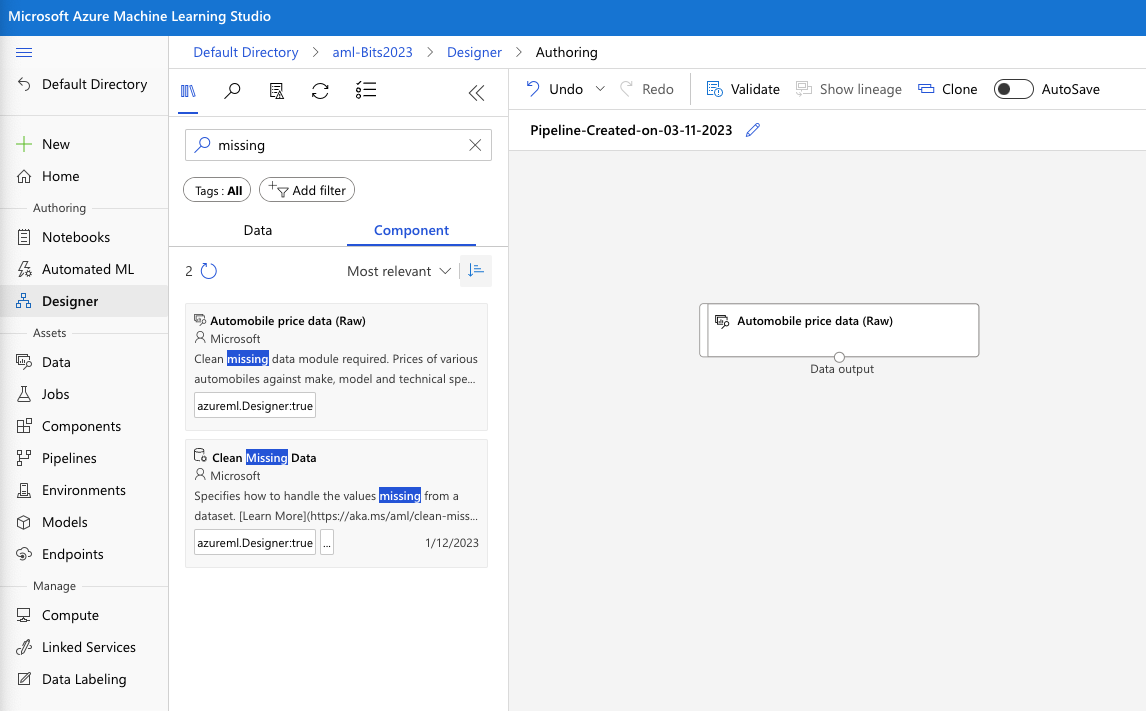 Microsoft Azure Machine Learning Studio
Default Directory
New
Home
Authoring
Notebooks
Automated ML
Designer
Assets
Data
Jobs
Components
Pipelines
Environments
Models
Endpoints
Manage
Compute
Linked Services
Data Labeling
Default Directory > aml-Bits2023 > Designer > Authoring
missing
Tags : All Add filter
Data Component
2 Most relevant
Automobile price data (Raw)
Microsoft
Clean missing data module required. Prices of various
automobiles against make, model and technical spe...
azureml.Designer:true
Clean Missing Data
Microsoft
Specifies how to handle the values missing from a
dataset. [Learn More](https://aka.ms/aml/clean-miss...
azureml.Designer:true ... 1/12/2023
Undo Redo Validate Show lineage Clone AutoSave
Pipeline-Created-on-03-11-2023
Automobile price data (Raw)
Data output